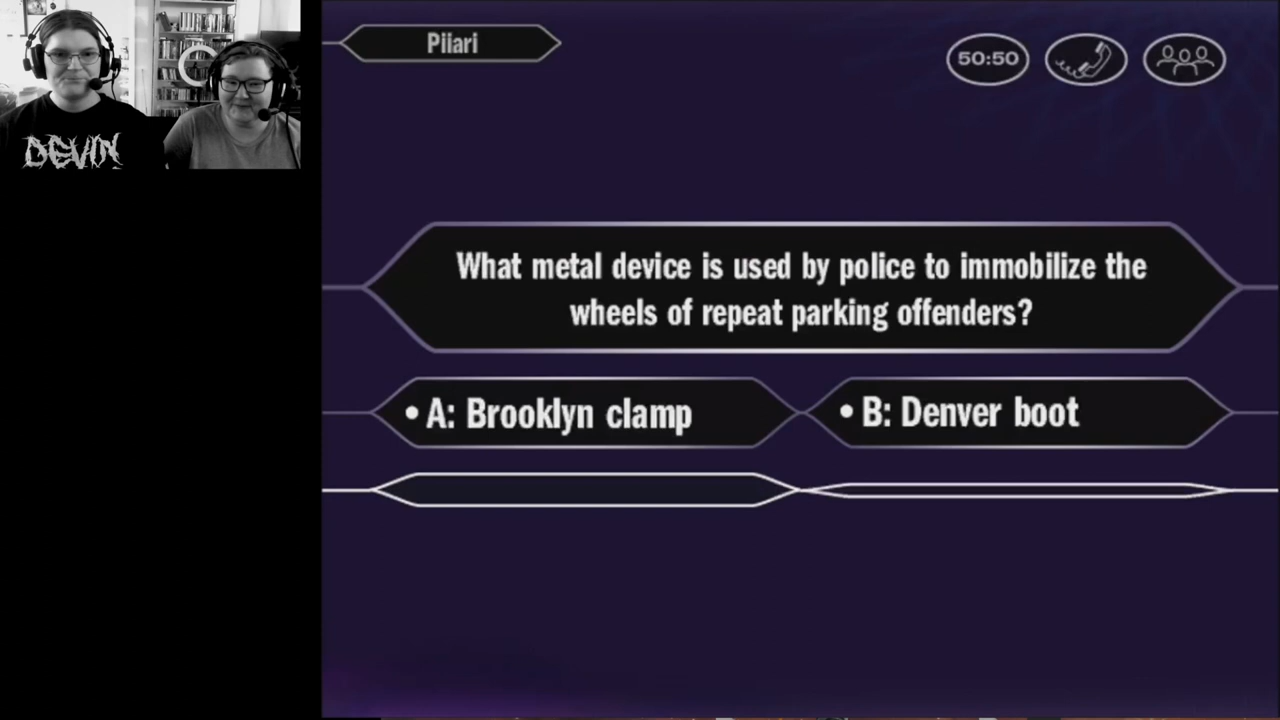 DEVIN
Piiari
50:50
What metal device is used by police to immobilize the
wheels of repeat parking offenders?
• A: Brooklyn clamp
• B: Denver boot